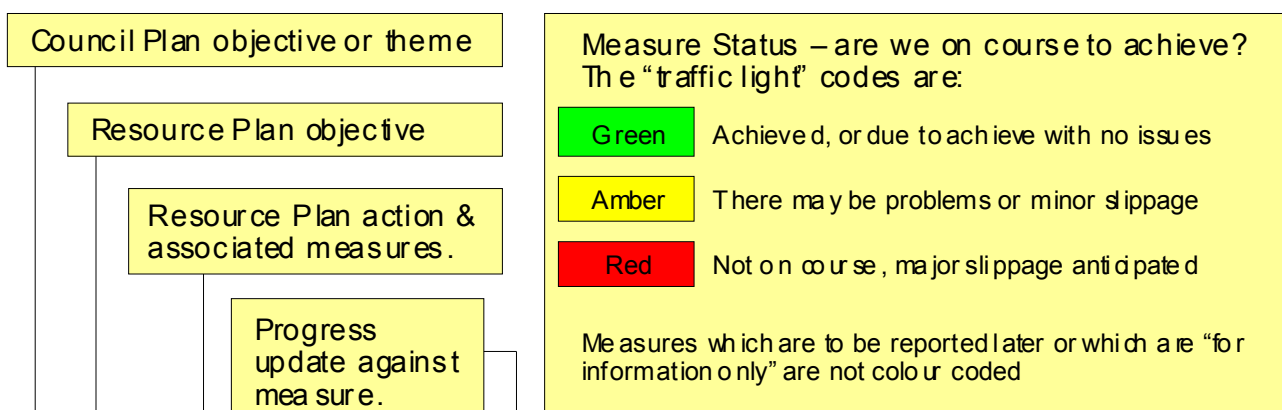 Council Plan objective or theme
Resource Plan objective
Resource Plan action &
associated measures.
Progress
update against
measure.
Measure Status – are we on course to achieve?
The “traffic light” codes are:
Green Achieved, or due to achieve with no issues
Amber There may be problems or minor slippage
Red Not on course, major slippage anticipated
Measures which are to be reported later or which are “for
information only” are not colour coded